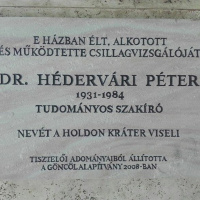 E HÁZBAN ÉLT, ALKOTOTT
ÉS MŰKÖDTETTE CSILLAGVIZSGÁLÓJÁT
DR. HÉDERVÁRI PÉTER
1931-1984
TUDOMÁNYOS SZAKÍRÓ
NEVÉT A HOLDON KRÁTER VISELI
TISZTELŐI ADOMÁNYAIBÓL ÁLLÍTOTTA
A GÖNCÖL ALAPÍTVÁNY 2008-BAN